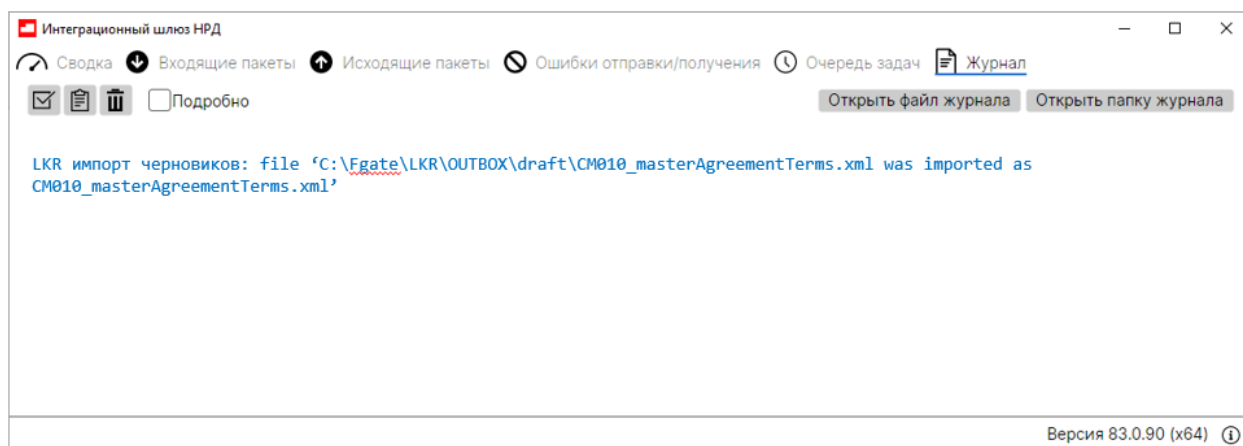 Интеграционный шлюз НРД
Сводка Входящие пакеты Исходящие пакеты Ошибки отправки/получения Очередь задач Журнал
Подробно Открыть файл журнала Открыть папку журнала
LKR импорт черновиков: file ‘C:\Fgate\LKR\OUTBOX\draft\CM010_masterAgreementTerms.xml was imported as
CM010_masterAgreementTerms.xml’
Версия 83.0.90 (x64)